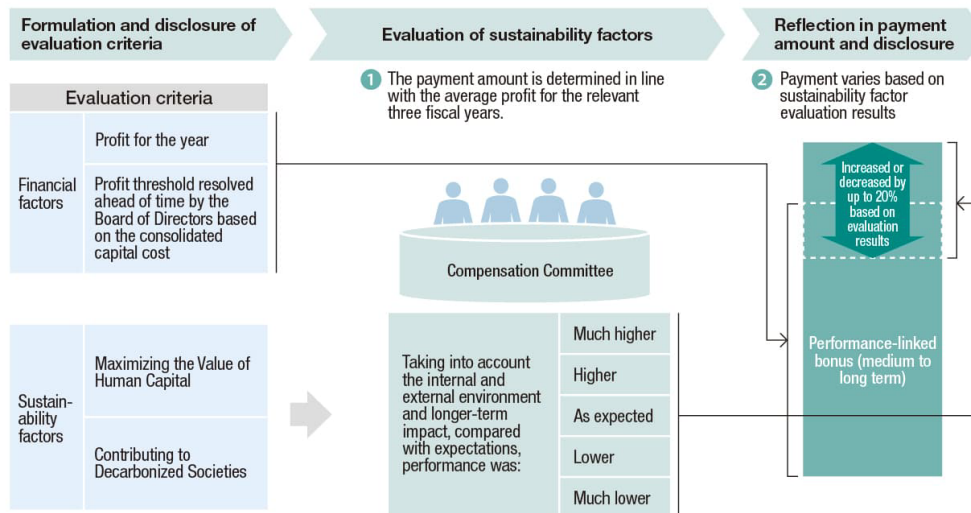 Formulation and disclosure of
evaluation criteria
Evaluation of sustainability factors
Reflection in payment
amount and disclosure
1 The payment amount is determined in line
with the average profit for the relevant
three fiscal years.
2 Payment varies based on
sustainability factor
evaluation results
Evaluation criteria
Financial
factors
Profit for the year
Profit threshold resolved
ahead of time by the
Board of Directors based
on the consolidated
capital cost
Compensation Committee
Increased or
decreased by
up to 20%
based on
evaluation
results
Performance-linked
bonus (medium to
long term)
Sustain-
ability
factors
Maximizing the Value of
Human Capital
Contributing to
Decarbonized Societies
Taking into account
the internal and
external environment
and longer-term
impact, compared
with expectations,
performance was:
Much higher
Higher
As expected
Lower
Much lower